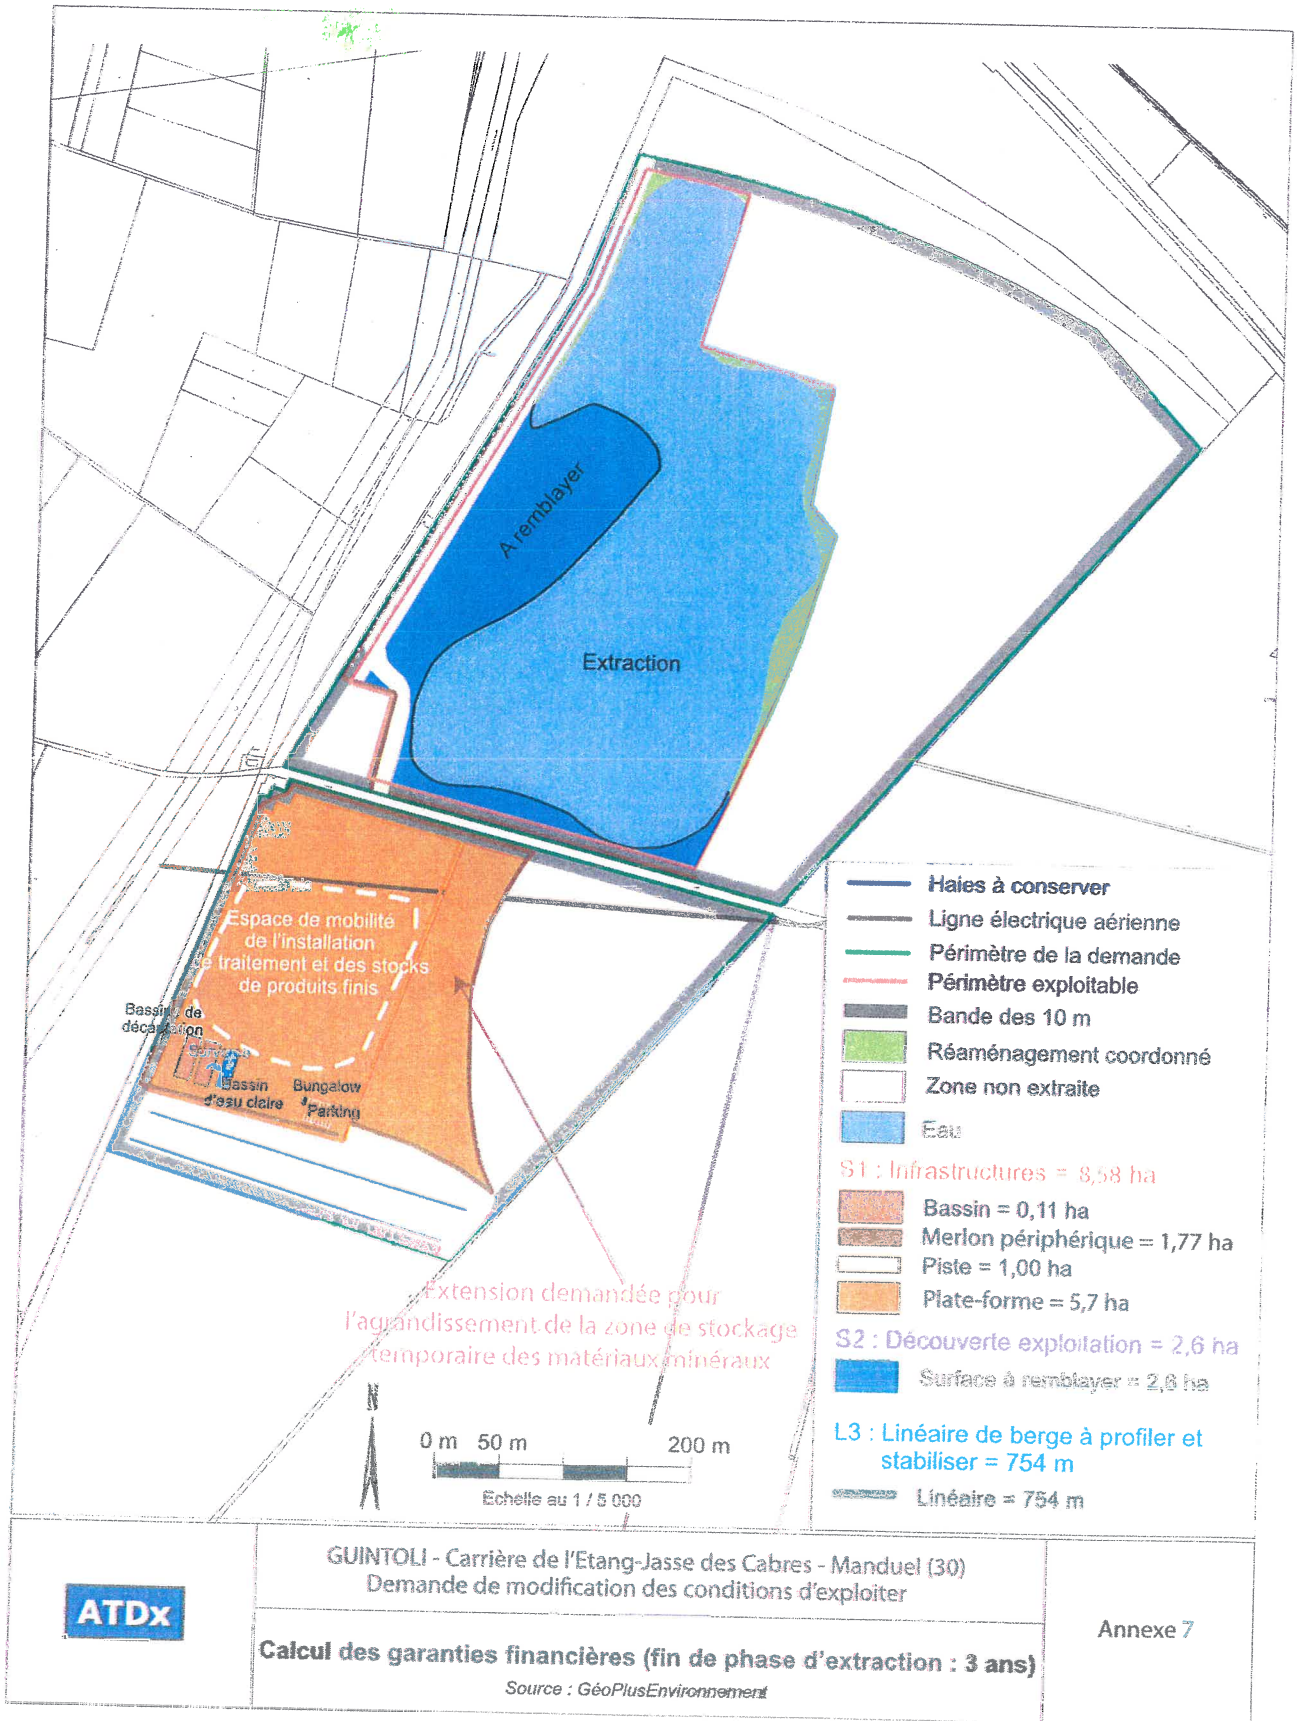 A remblayer
Extraction
Espace de mobilité
de l'installation
de traitement et des stocks
de produits finis
Bassins de
décantation
Bassin
d'eau claire
Bungalow
Parking
Extension demandée pour
l'agrandissement de la zone de stockage
temporaire des matériaux minéraux
N
0 m 50 m 200 m
Echelle au 1 / 5 000
Haies à conserver
Ligne électrique aérienne
Périmètre de la demande
Périmètre exploitable
Bande des 10 m
Réaménagement coordonné
Zone non extraite
Eau
S1 : Infrastructures = 8,58 ha
Bassin = 0,11 ha
Merlon périphérique = 1,77 ha
Piste = 1,00 ha
Plate-forme = 5,7 ha
S2 : Découverte exploitation = 2,6 ha
Surface à remblayer = 2,6 ha
L3 : Linéaire de berge à profiler et
stabiliser = 754 m
Linéaire = 754 m
ATDx
GUINTOLI - Carrière de l'Etang-Jasse des Cabres - Manduel (30)
Demande de modification des conditions d'exploiter
Calcul des garanties financières (fin de phase d'extraction : 3 ans)
Source : GéoPlusEnvironnement
Annexe 7